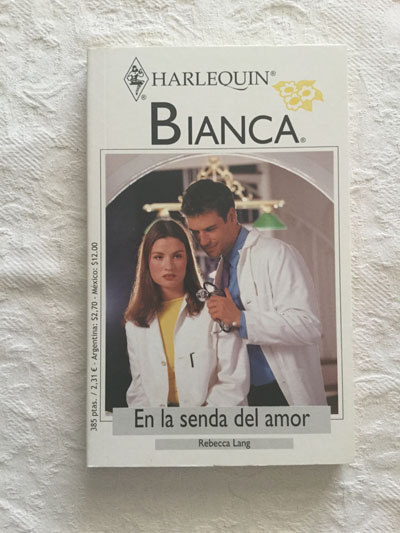 HARLEQUIN®
®
BIANCA®
385 ptas. / 2,31 € - Argentina: $2,70 - México: $12.00
En la senda del amor
Rebecca Lang